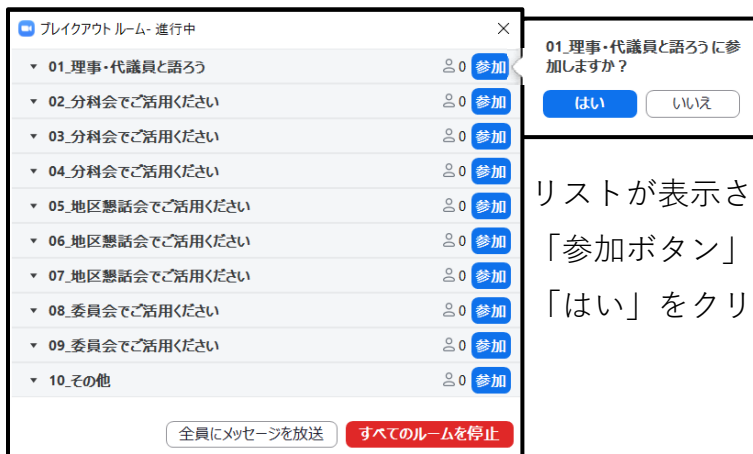 ブレイクアウト ルーム- 進行中
01_理事・代議員と語ろう 0 参加
02_分科会でご活用ください 0 参加
03_分科会でご活用ください 0 参加
04_分科会でご活用ください 0 参加
05_地区懇話会でご活用ください 0 参加
06_地区懇話会でご活用ください 0 参加
07_地区懇話会でご活用ください 0 参加
08_委員会でご活用ください 0 参加
09_委員会でご活用ください 0 参加
10_その他 0 参加
全員にメッセージを放送 すべてのルームを停止
01_理事・代議員と語ろう に参
加しますか？
はい いいえ
リストが表示さ
「参加ボタン」
「はい」をクリ